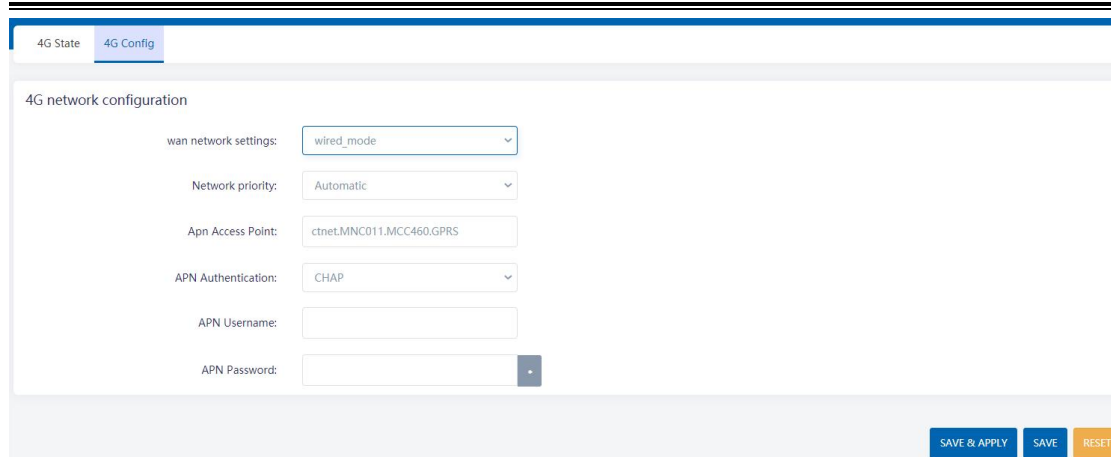 4G State 4G Config
4G network configuration
wan network settings: wired_mode
Network priority: Automatic
Apn Access Point: ctnet.MNC011.MCC460.GPRS
APN Authentication: CHAP
APN Username:
APN Password:
SAVE & APPLY SAVE RESET